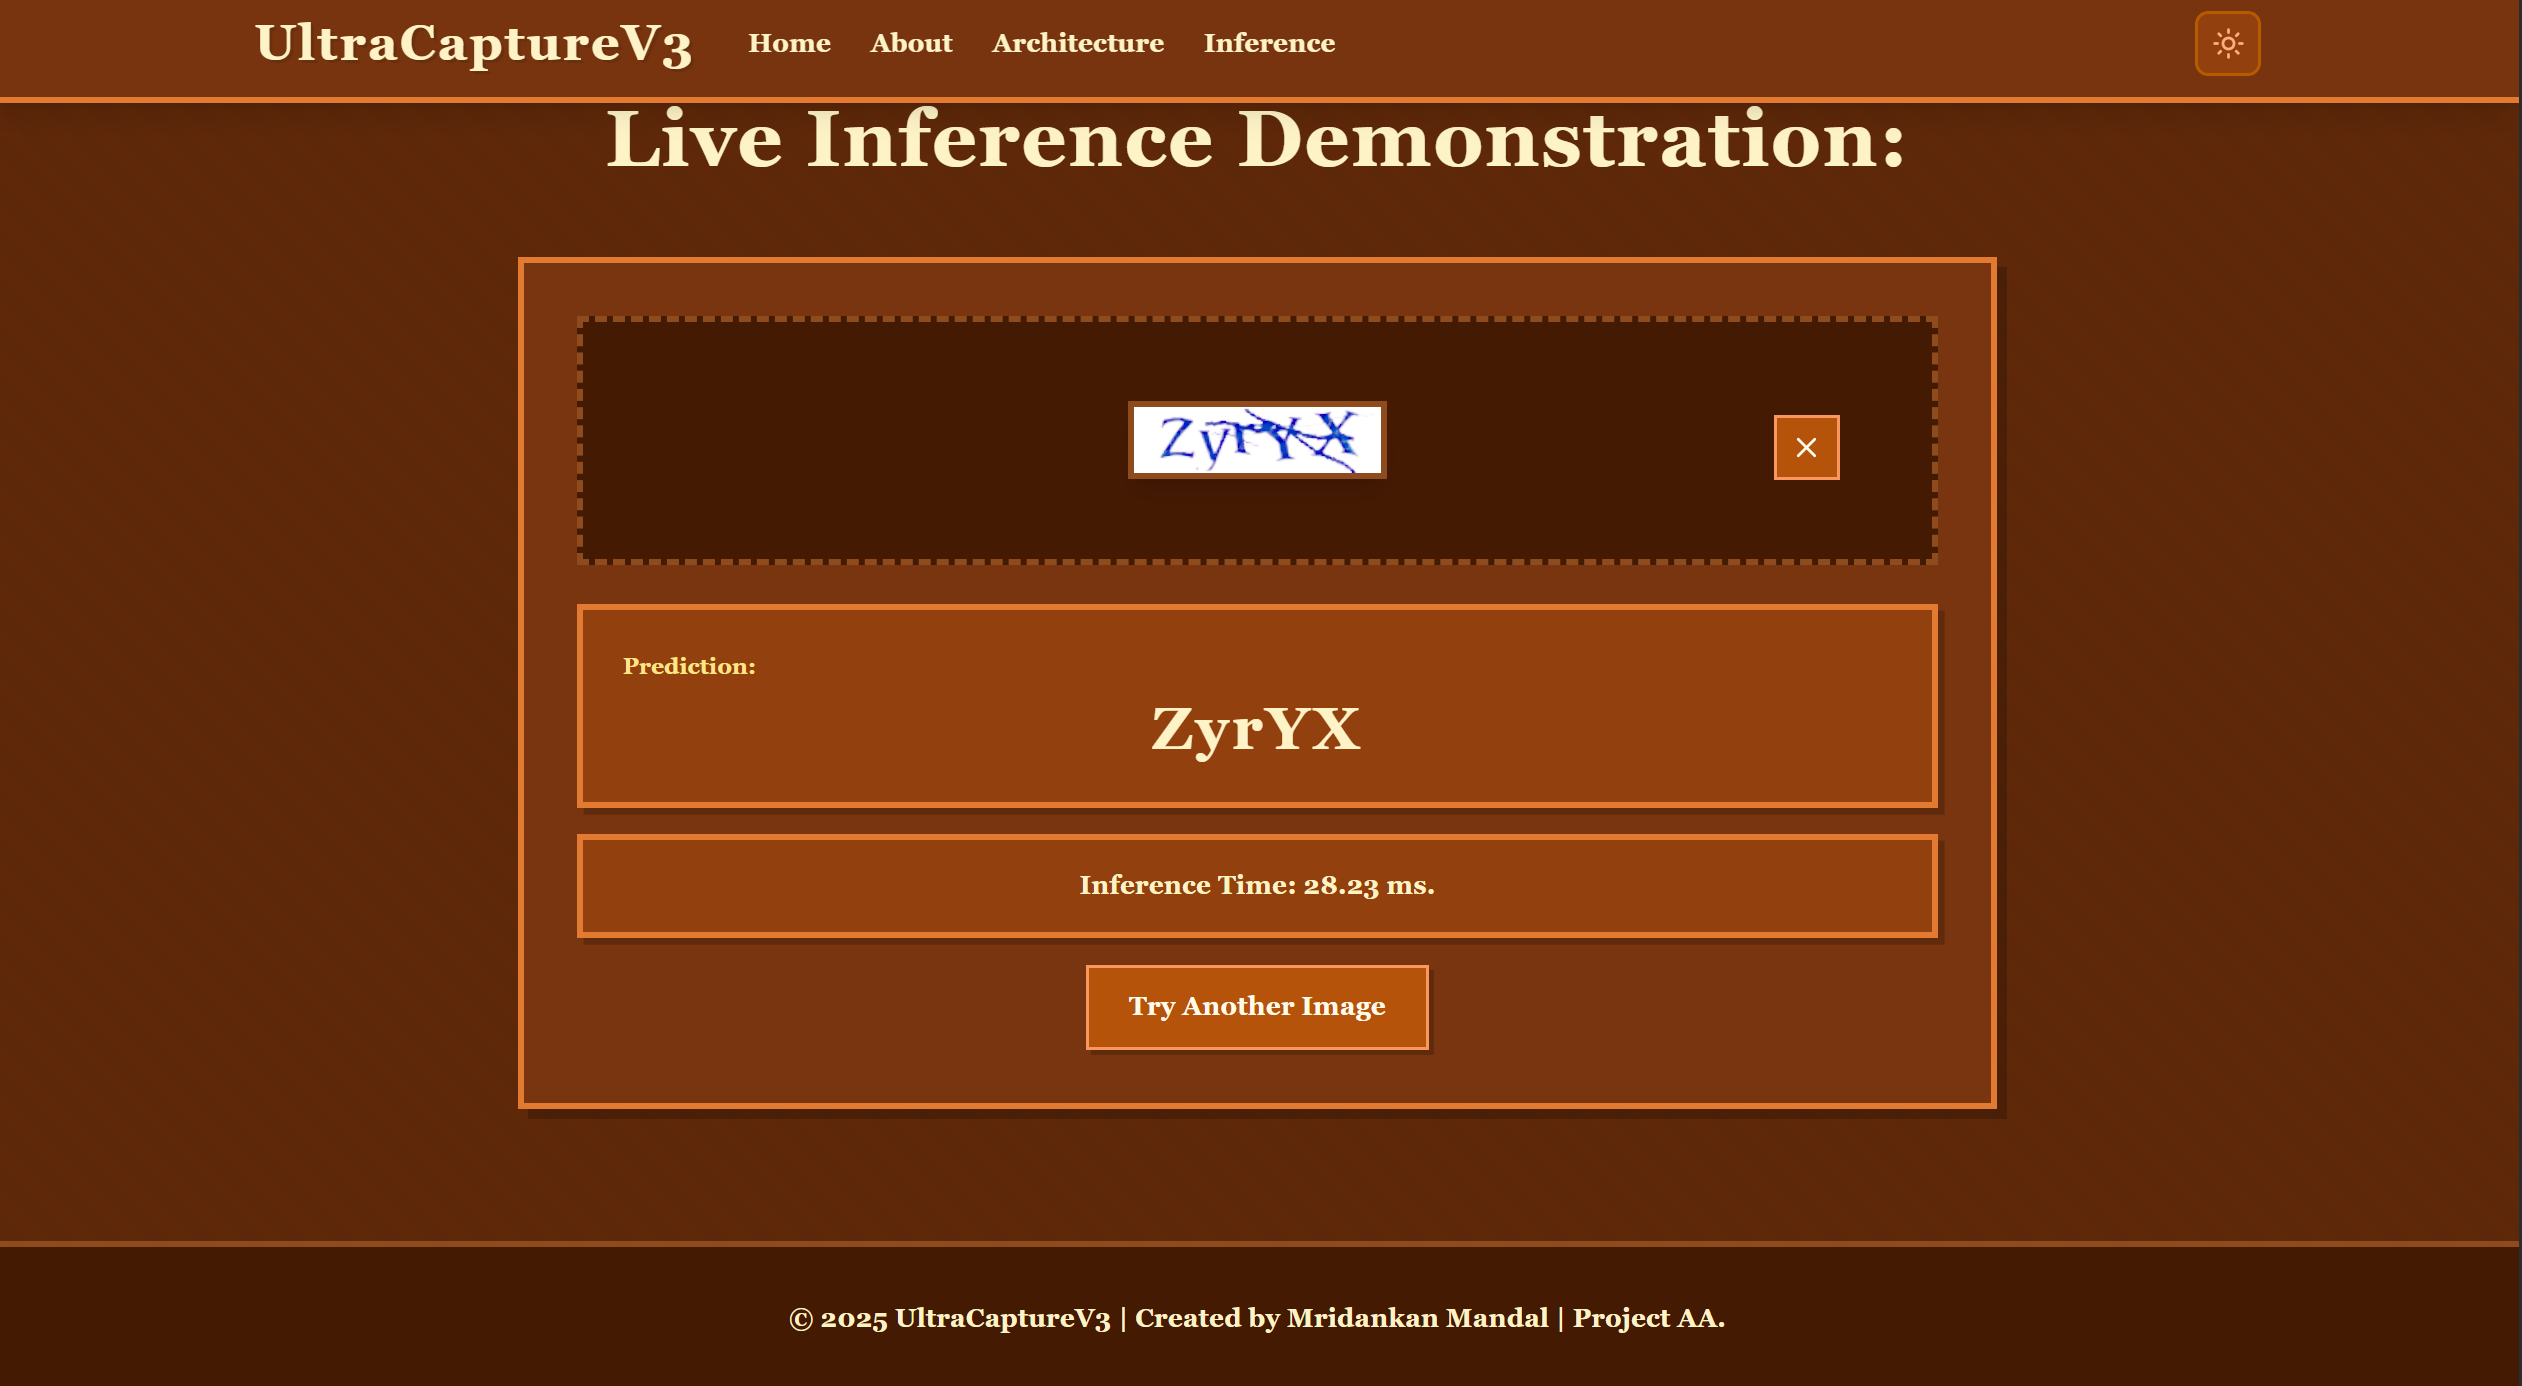 UltraCaptureV3 Home About Architecture Inference
Live Inference Demonstration:
ZyrYX
Prediction:
ZyrYX
Inference Time: 28.23 ms.
Try Another Image
© 2025 UltraCaptureV3 | Created by Mridankan Mandal | Project AA.